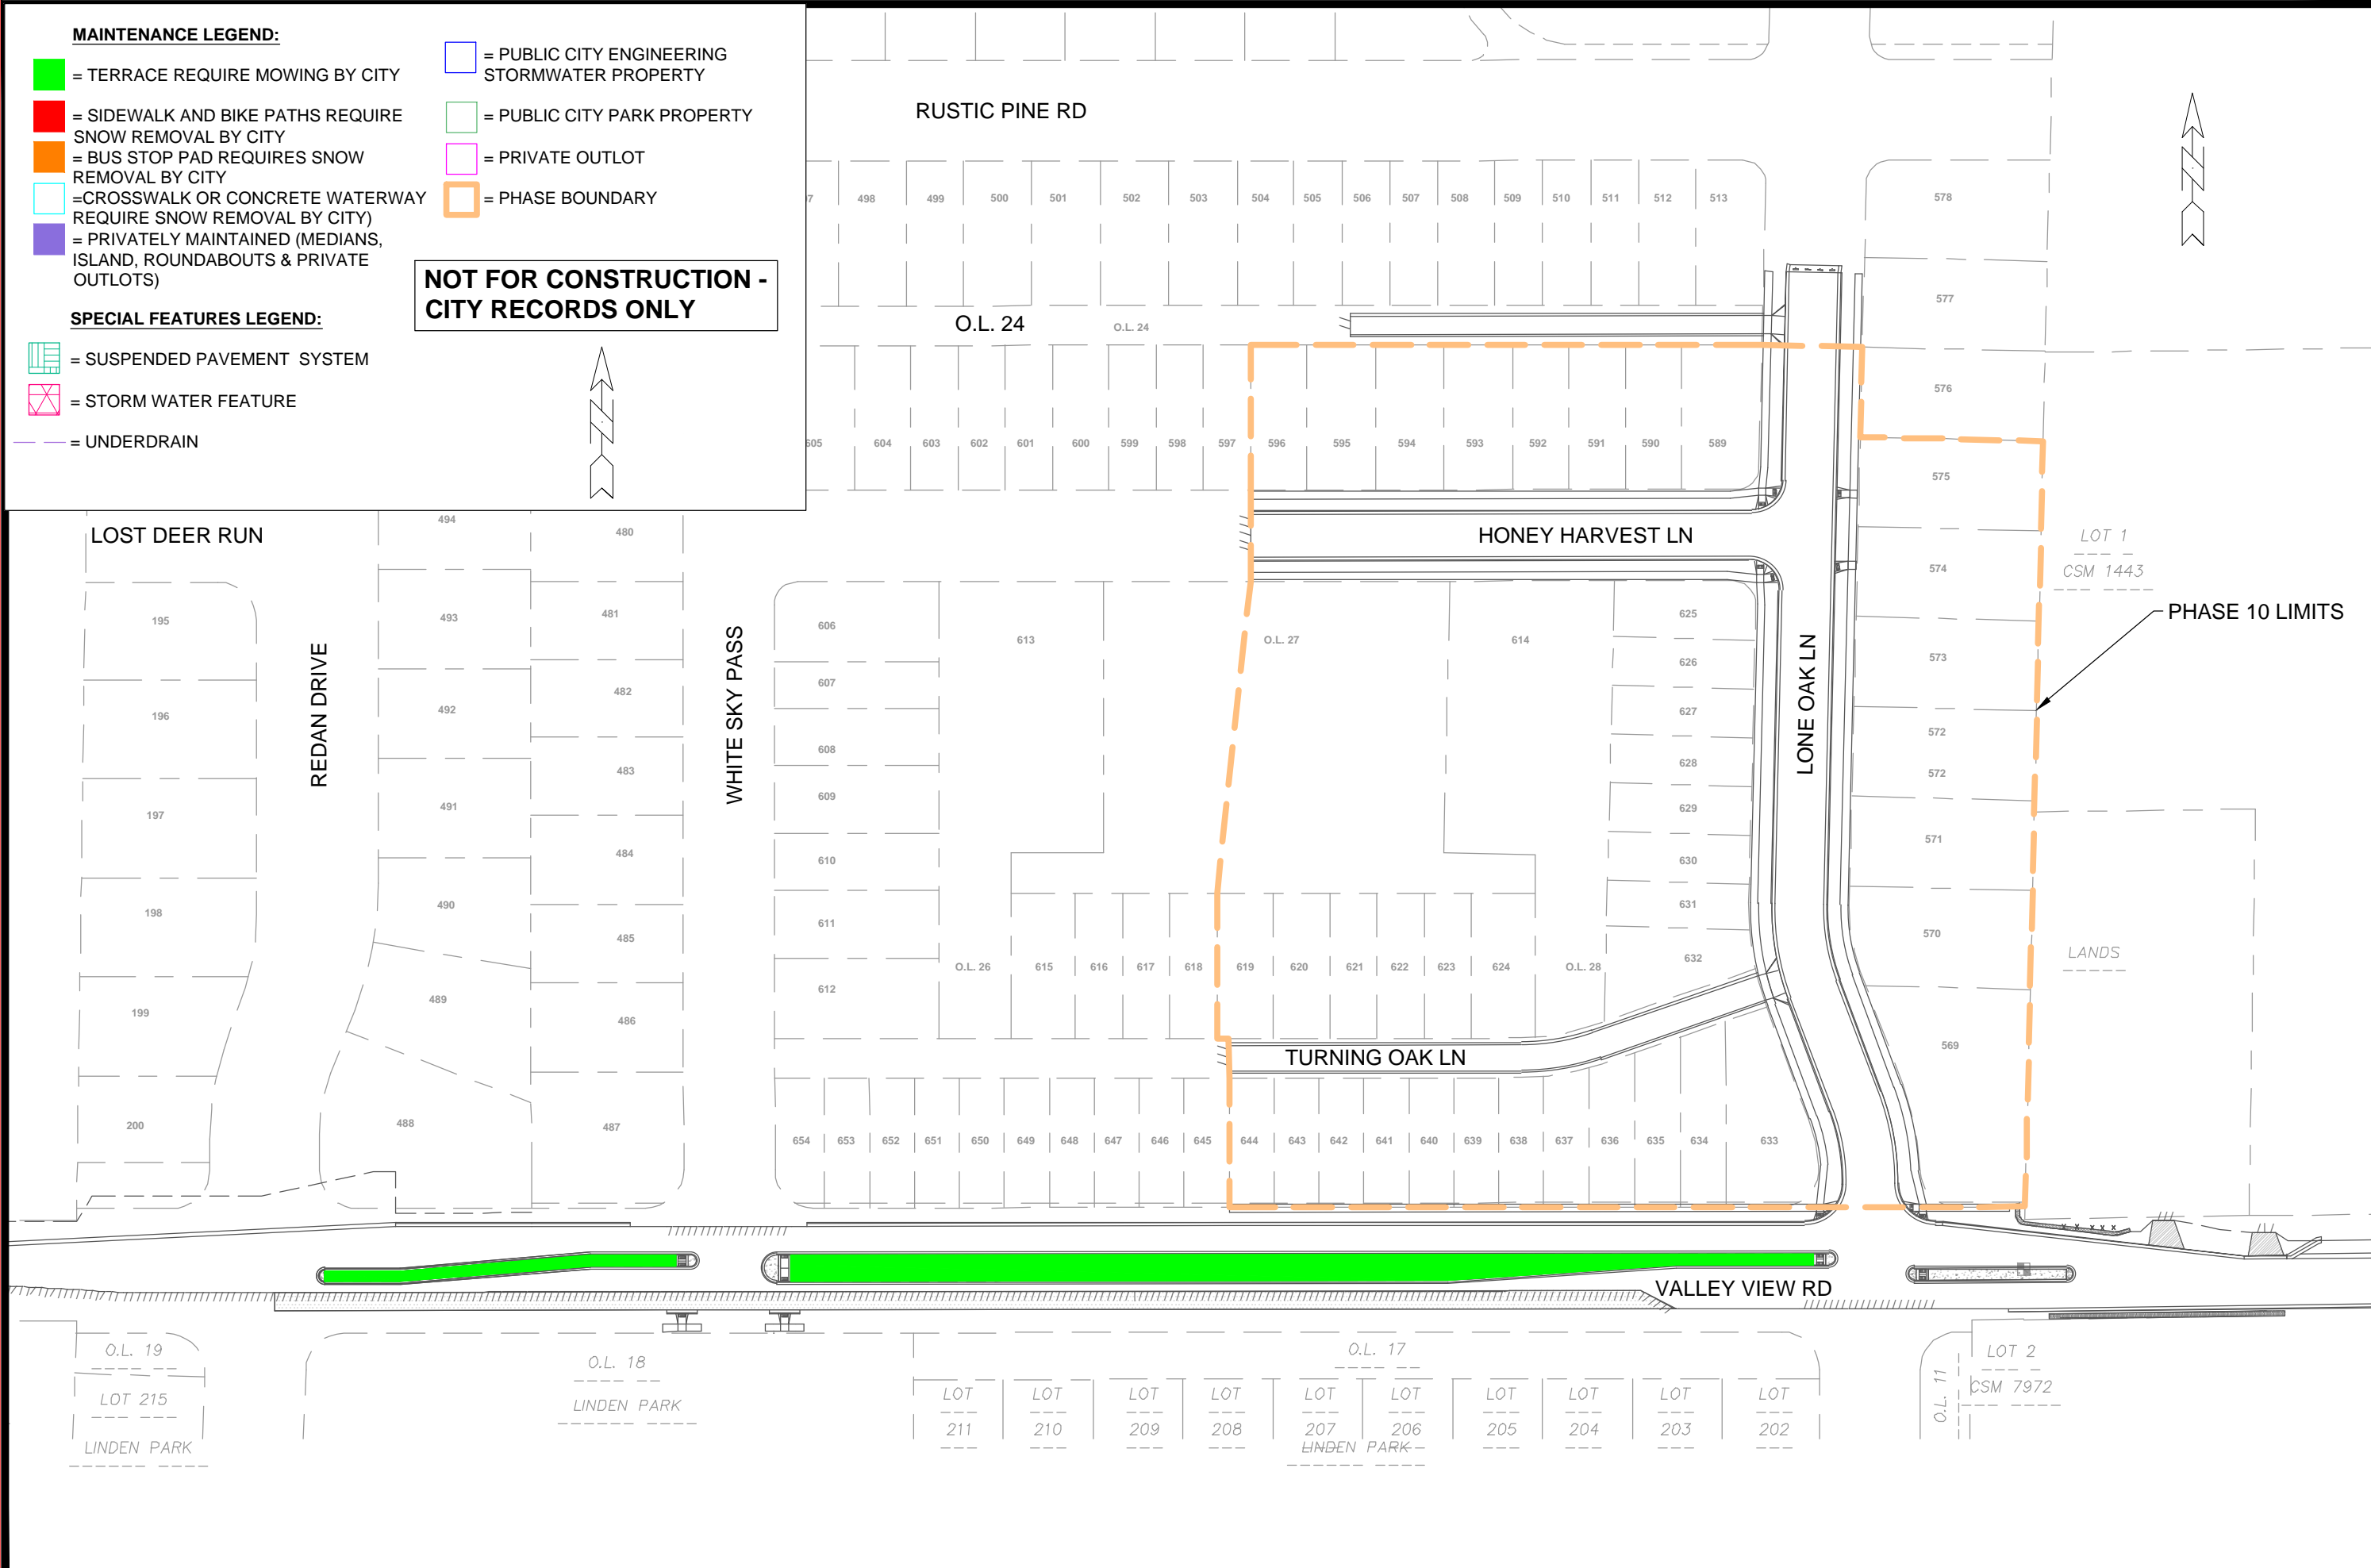 MAINTENANCE LEGEND:
= TERRACE REQUIRE MOWING BY CITY
= SIDEWALK AND BIKE PATHS REQUIRE
SNOW REMOVAL BY CITY
= BUS STOP PAD REQUIRES SNOW
REMOVAL BY CITY
=CROSSWALK OR CONCRETE WATERWAY
REQUIRE SNOW REMOVAL BY CITY)
= PRIVATELY MAINTAINED (MEDIANS,
ISLAND, ROUNDABOUTS & PRIVATE
OUTLOTS)
= PUBLIC CITY ENGINEERING
STORMWATER PROPERTY
= PUBLIC CITY PARK PROPERTY
= PRIVATE OUTLOT
= PHASE BOUNDARY
NOT FOR CONSTRUCTION -
CITY RECORDS ONLY
SPECIAL FEATURES LEGEND:
= SUSPENDED PAVEMENT  SYSTEM
= STORM WATER FEATURE
= UNDERDRAIN
N
N
RUSTIC PINE RD
498 499 500 501 502 503 504 505 506 507 508 509 510 511 512 513
578
577
O.L. 24
O.L. 24
576
605 604 603 602 601 600 599 598 597 596 595 594 593 592 591 590 589
575
LOST DEER RUN
HONEY HARVEST LN
494
480
LOT 1
CSM 1443
574
PHASE 10 LIMITS
195
493
481
606
613
O.L. 27
614
625
626
573
REDAN DRIVE
WHITE SKY PASS
LONE OAK LN
196
492
482
607
627
572
608
628
572
197
491
483
609
629
571
484
610
630
198
490
485
611
631
570
LANDS
O.L. 26 615 616 617 618 619 620 621 622 623 624 O.L. 28
632
612
199
489
486
569
TURNING OAK LN
200
488
487
654 653 652 651 650 649 648 647 646 645 644 643 642 641 640 639 638 637 636 635 634 633
VALLEY VIEW RD
O.L. 19
LOT 215
LINDEN PARK
O.L. 18
LINDEN PARK
O.L. 17
LOT LOT LOT LOT LOT LOT LOT LOT LOT LOT
211 210 209 208 207 206 205 204 203 202
LINDEN PARK
O.L. 11
LOT 2
CSM 7972